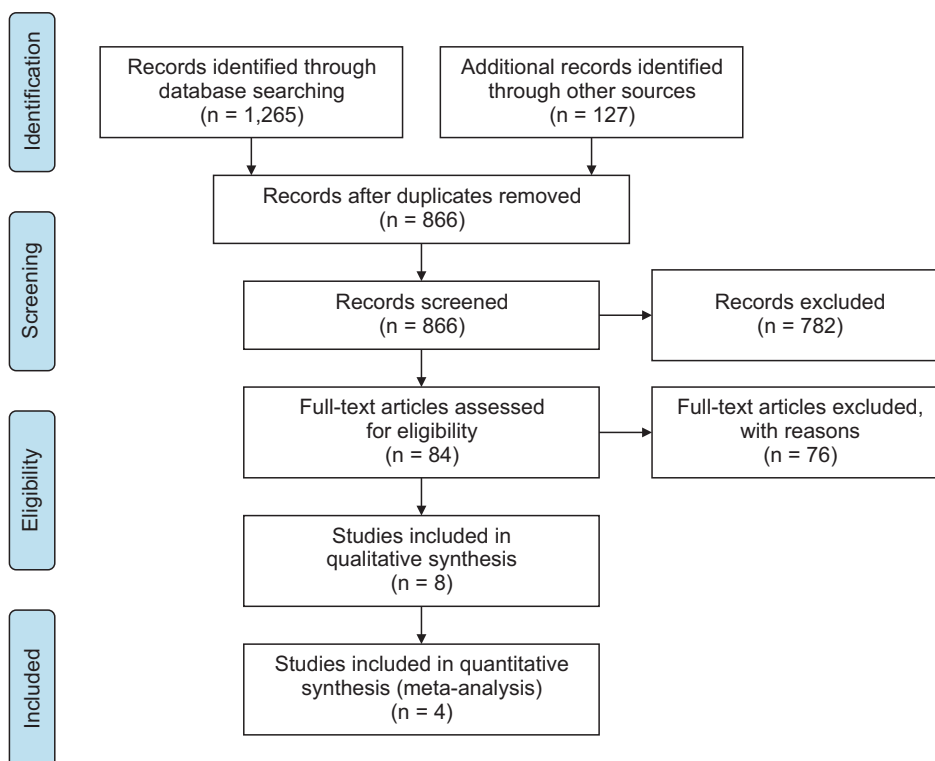 Identification
Records identified through
database searching
(n = 1,265)
Additional records identified
through other sources
(n = 127)
Records after duplicates removed
(n = 866)
Screening
Records screened
(n = 866)
Records excluded
(n = 782)
Eligibility
Full-text articles assessed
for eligibility
(n = 84)
Full-text articles excluded,
with reasons
(n = 76)
Studies included in
qualitative synthesis
(n = 8)
Included
Studies included in quantitative
synthesis (meta-analysis)
(n = 4)